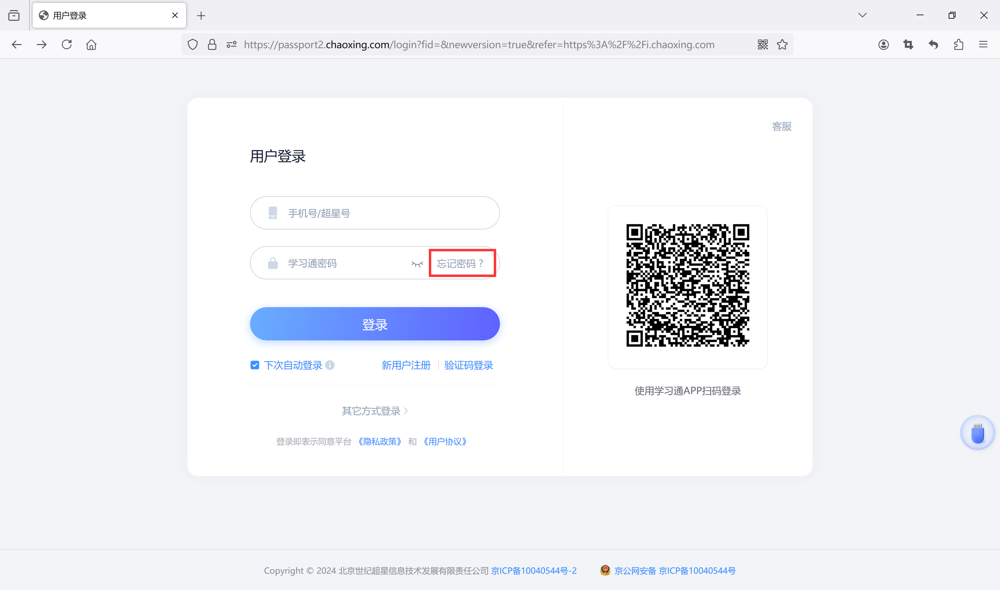 用户登录
https://passport2.chaoxing.com/login?fid=&newversion=true&refer=https%3A%2F%2Fi.chaoxing.com
客服
用户登录
手机号/超星号
学习通密码
忘记密码？
登录
下次自动登录
新用户注册
验证码登录
使用学习通APP扫码登录
其它方式登录
登录即表示同意平台 《隐私政策》 和 《用户协议》
Copyright © 2024 北京世纪超星信息技术发展有限责任公司 京ICP备10040544号-2 京公网安备 京ICP备10040544号